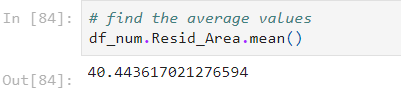 In [84]:
# find the average values
df_num.Resid_Area.mean()
Out[84]:
40.443617021276594